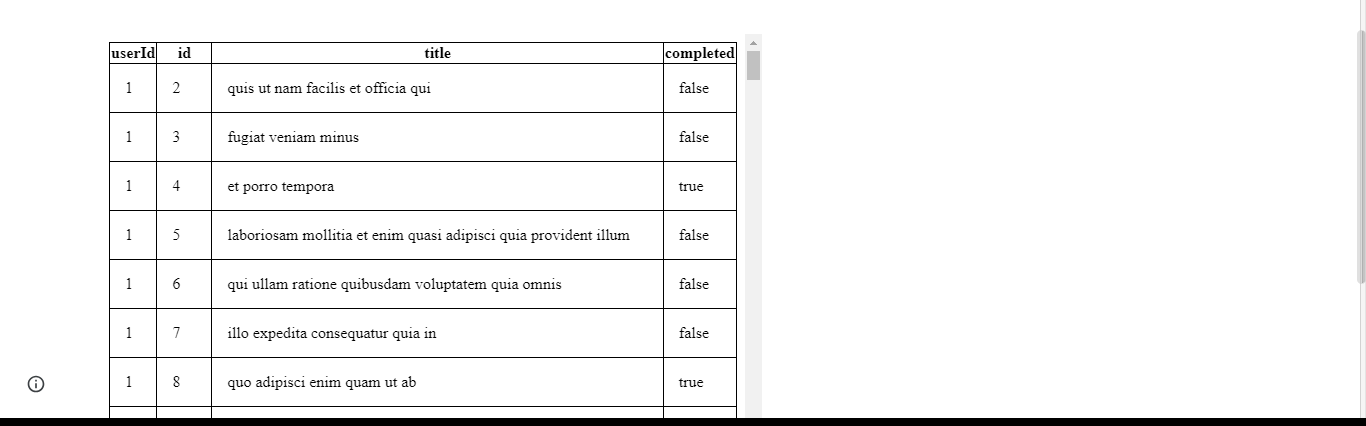 userId id title completed
1 2 quis ut nam facilis et officia qui false
1 3 fugiat veniam minus false
1 4 et porro tempora true
1 5 laboriosam mollitia et enim quasi adipisci quia provident illum false
1 6 qui ullam ratione quibusdam voluptatem quia omnis false
1 7 illo expedita consequatur quia in false
1 8 quo adipisci enim quam ut ab true